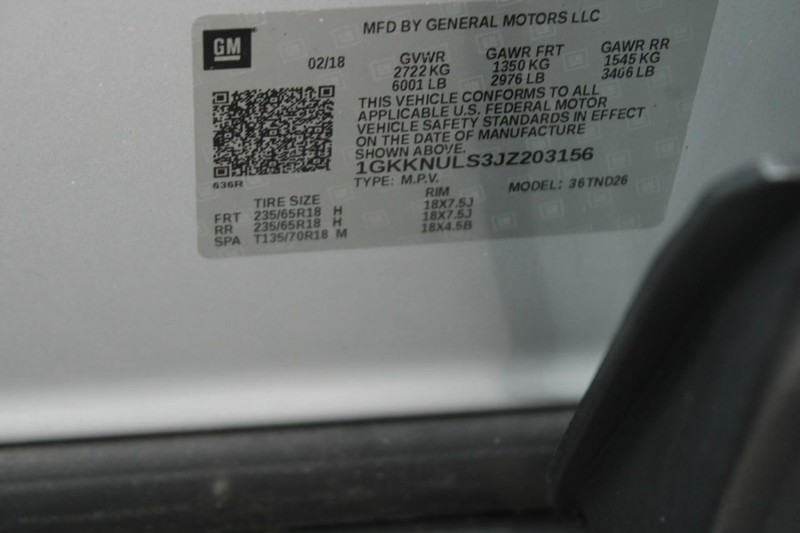 GM
MFD BY GENERAL MOTORS LLC
02/18
GVWR GAWR FRT GAWR RR
2722 KG 1350 KG 1545 KG
6001 LB 2976 LB 3406 LB
THIS VEHICLE CONFORMS TO ALL
APPLICABLE U.S. FEDERAL MOTOR
VEHICLE SAFETY STANDARDS IN EFFECT
ON THE DATE OF MANUFACTURE
SHOWN ABOVE.
636R
1GKKNULS3JZ203156
TYPE: M.P.V. MODEL: 36TND26
TIRE SIZE RIM
FRT 235/65R18 H 18X7.5J
RR 235/65R18 H 18X7.5J
SPA T135/70R18 M 18X4.5B